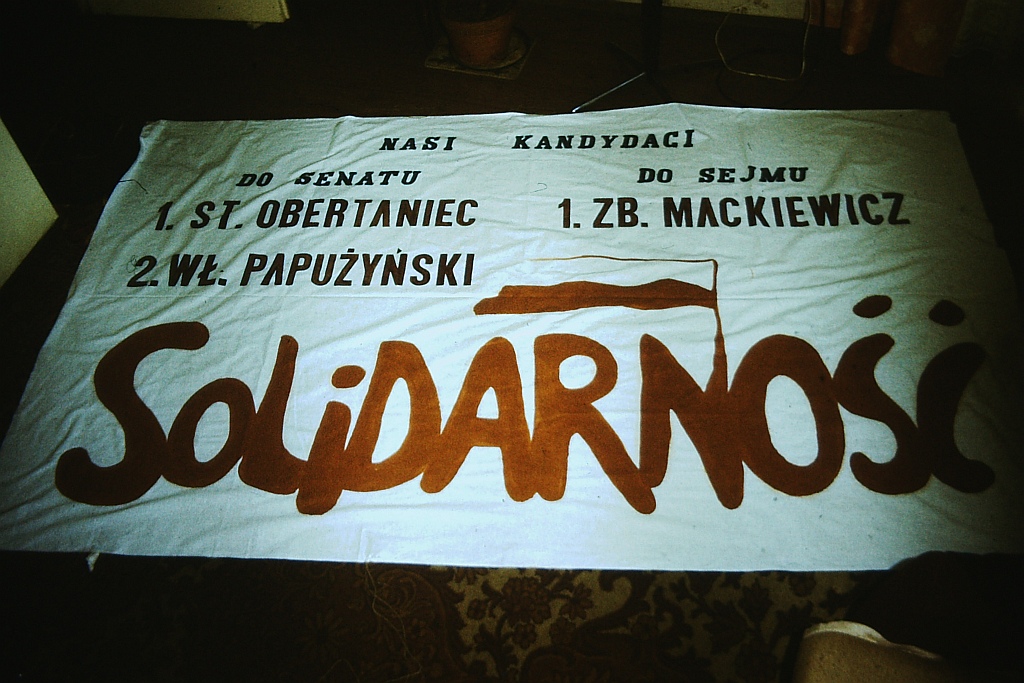 NASI KANDYDACI
DO SENATU
1. ST. OBERTANIEC
2. WŁ. PAPUŻYŃSKI
DO SEJMU
1. ZB. MACKIEWICZ
SOLiDARNOŚĆ